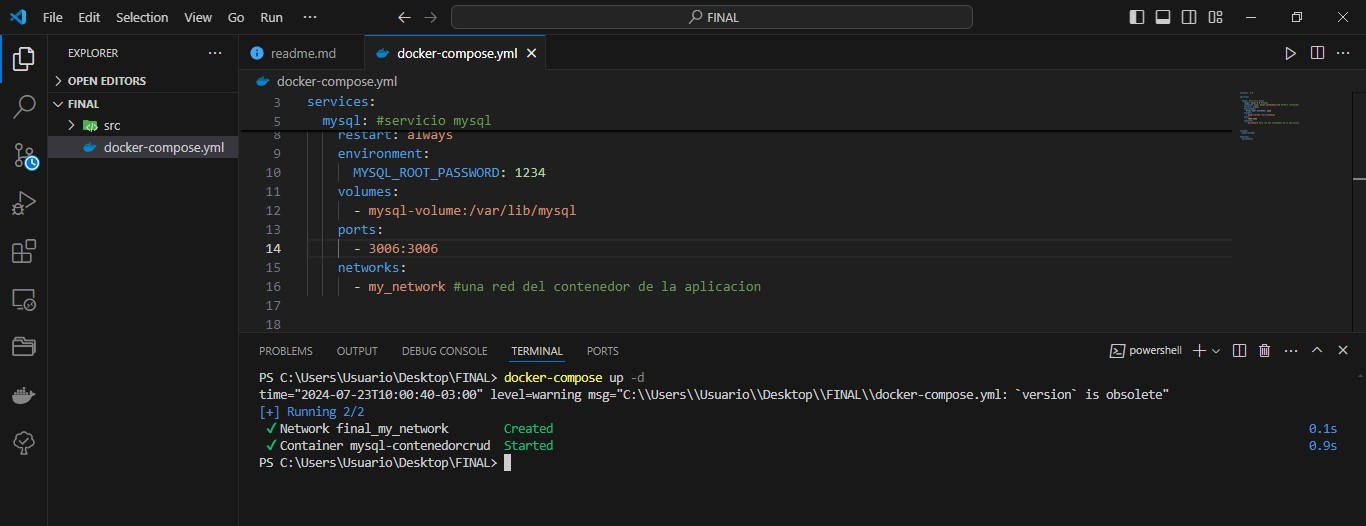 File Edit Selection View Go Run ··· FINAL
EXPLORER ···
OPEN EDITORS
FINAL
src
docker-compose.yml
readme.md
docker-compose.yml
docker-compose.yml
3 services:
5 mysql: #servicio mysql
8 restart: always
9 environment:
10 MYSQL_ROOT_PASSWORD: 1234
11 volumes:
12 - mysql-volume:/var/lib/mysql
13 ports:
14 - 3006:3006
15 networks:
16 - my_network #una red del contenedor de la aplicacion
17
18
PROBLEMS OUTPUT DEBUG CONSOLE TERMINAL PORTS powershell
PS C:\Users\Usuario\Desktop\FINAL> docker-compose up -d
time="2024-07-23T10:00:40-03:00" level=warning msg="C:\\Users\\Usuario\\Desktop\\FINAL\\docker-compose.yml: `version` is obsolete"
[+] Running 2/2
✓ Network final_my_network Created 0.1s
✓ Container mysql-contenedorcrud Started 0.9s
PS C:\Users\Usuario\Desktop\FINAL>